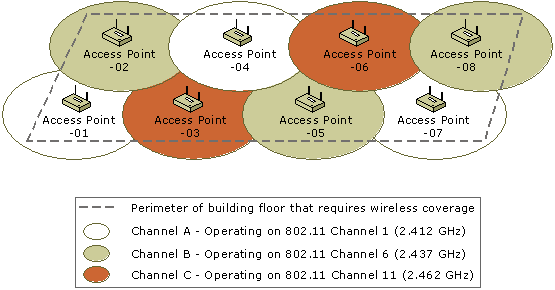 Access Point
-02
Access Point
-04
Access Point
-06
Access Point
-08
Access Point
-01
Access Point
-03
Access Point
-05
Access Point
-07
Perimeter of building floor that requires wireless coverage
Channel A - Operating on 802.11 Channel 1 (2.412 GHz)
Channel B - Operating on 802.11 Channel 6 (2.437 GHz)
Channel C - Operating on 802.11 Channel 11 (2.462 GHz)